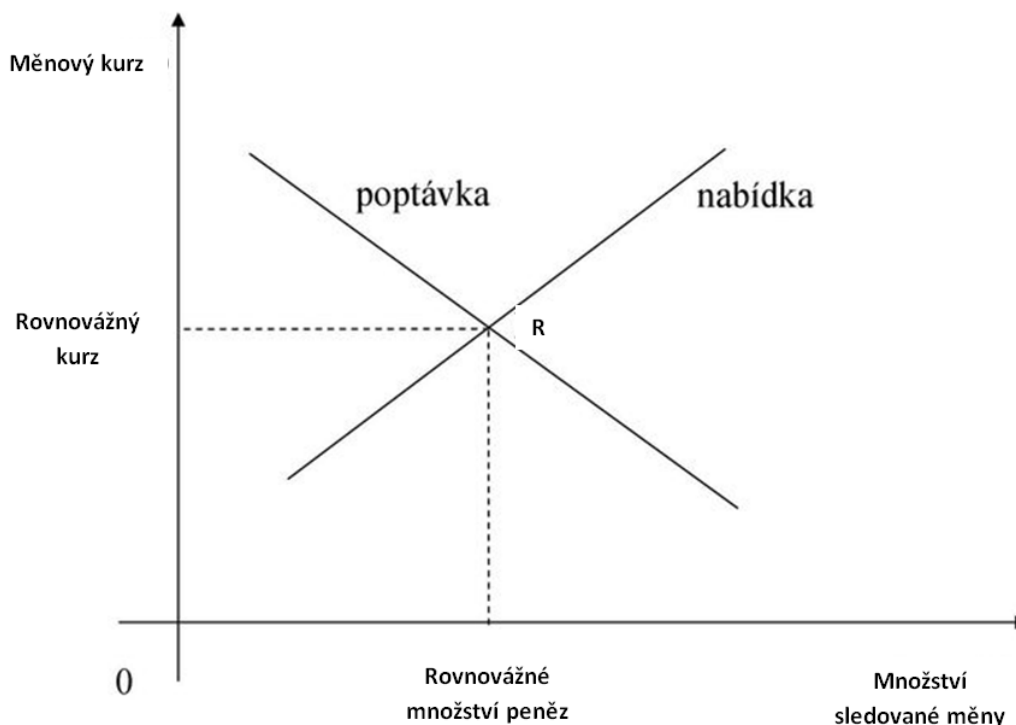 Měnový kurz
poptávka
nabídka
Rovnovážný
kurz
R
0
Rovnovážné
množství peněz
Množství
sledované měny